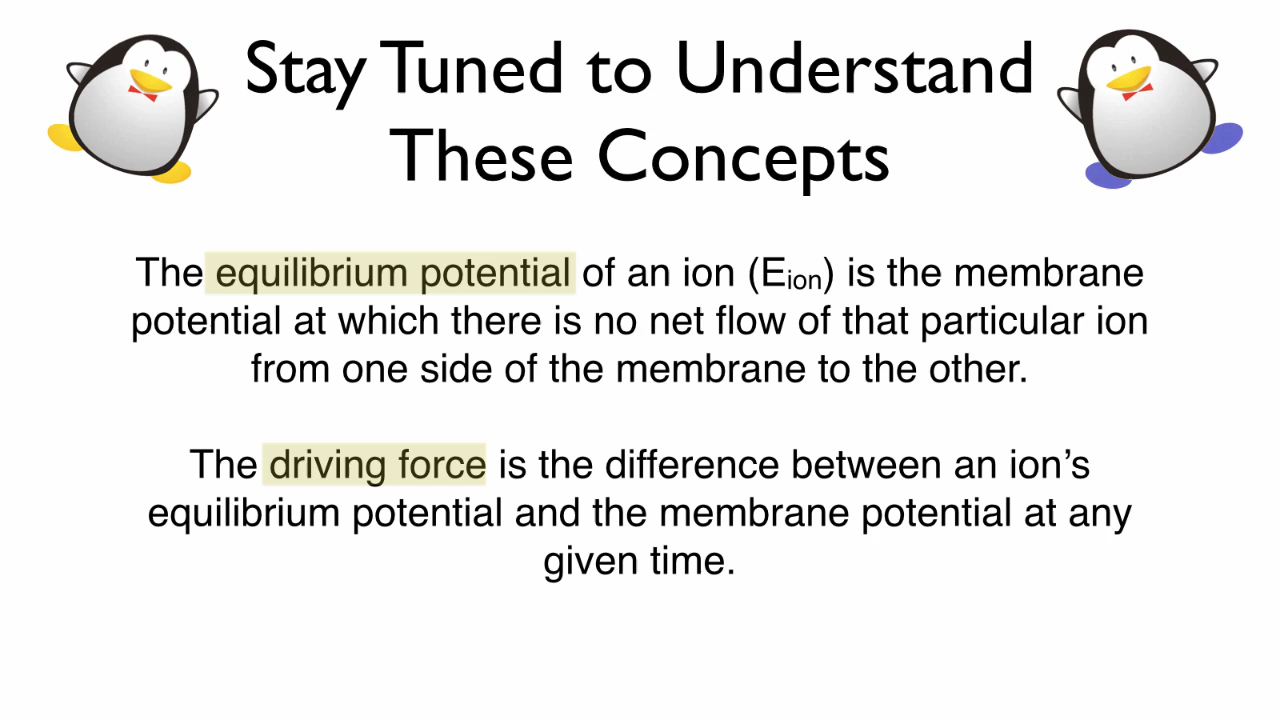 Stay Tuned to Understand
These Concepts
The equilibrium potential of an ion (Eion) is the membrane
potential at which there is no net flow of that particular ion
from one side of the membrane to the other.
The driving force is the difference between an ion’s
equilibrium potential and the membrane potential at any
given time.